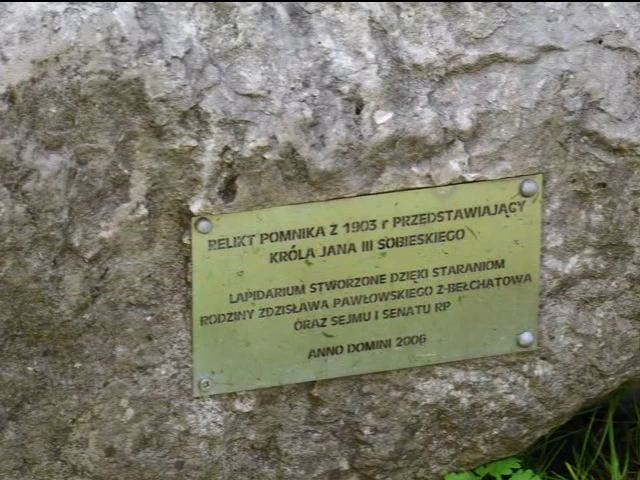 RELIKT POMNIKA Z 1903 r PRZEDSTAWIAJĄCY
KRÓLA JANA III SOBIESKIEGO
LAPIDARIUM STWORZONE DZIĘKI STARANIOM
RODZINY ZDZISŁAWA PAWŁOWSKIEGO Z BEŁCHATOWA
ORAZ SEJMU I SENATU RP
ANNO DOMINI 2006